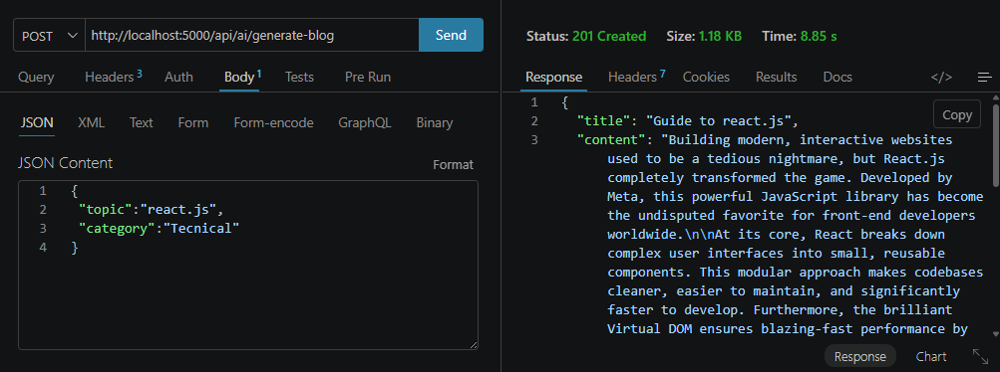 POST http://localhost:5000/api/ai/generate-blog Send
Query Headers 3 Auth Body 1 Tests Pre Run
JSON XML Text Form Form-encode GraphQL Binary
JSON Content Format
1 {
2 "topic":"react.js",
3 "category":"Tecnical"
4 }
Status: 201 Created Size: 1.18 KB Time: 8.85 s
Response Headers 7 Cookies Results Docs </>
Copy
1 {
2 "title": "Guide to react.js",
3 "content": "Building modern, interactive websites
used to be a tedious nightmare, but React.js
completely transformed the game. Developed by
Meta, this powerful JavaScript library has become
the undisputed favorite for front-end developers
worldwide.\n\nAt its core, React breaks down
complex user interfaces into small, reusable
components. This modular approach makes codebases
cleaner, easier to maintain, and significantly
faster to develop. Furthermore, the brilliant
Virtual DOM ensures blazing-fast performance by
Response Chart